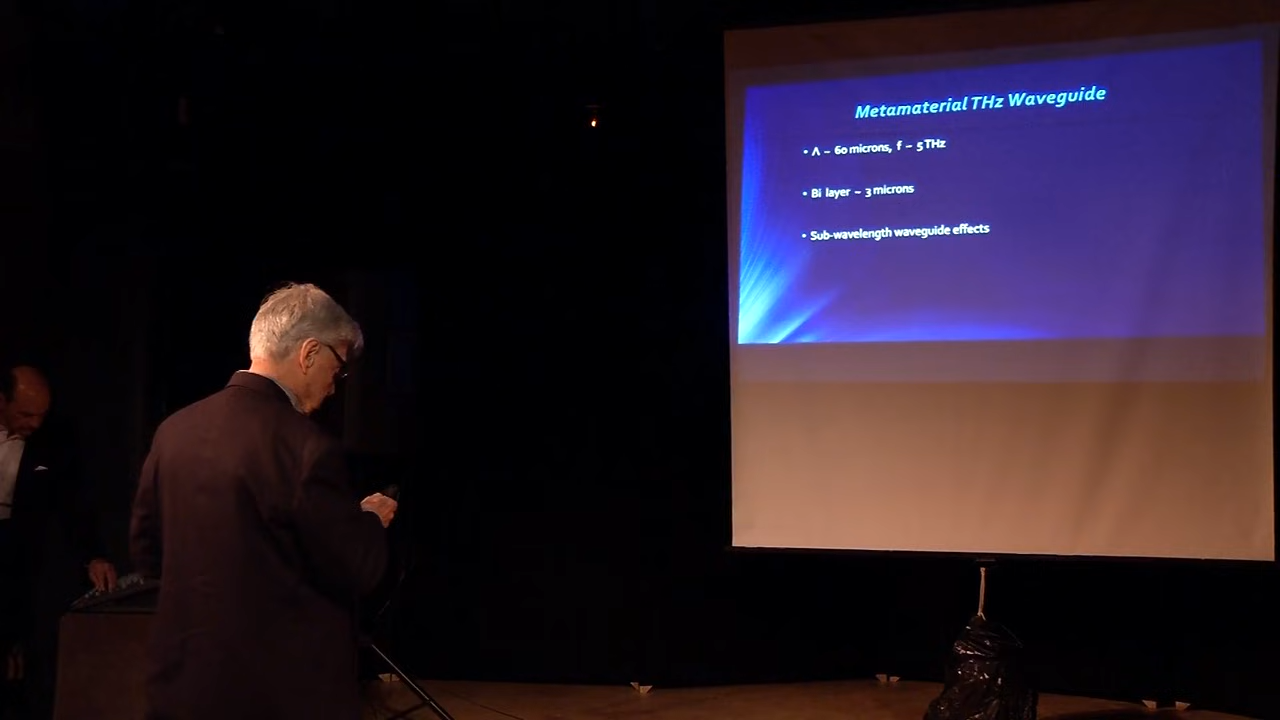 Metamaterial THz Waveguide
• Λ ~ 60 microns, f ~ 5 THz
• Bi layer ~ 3 microns
• Sub-wavelength waveguide effects